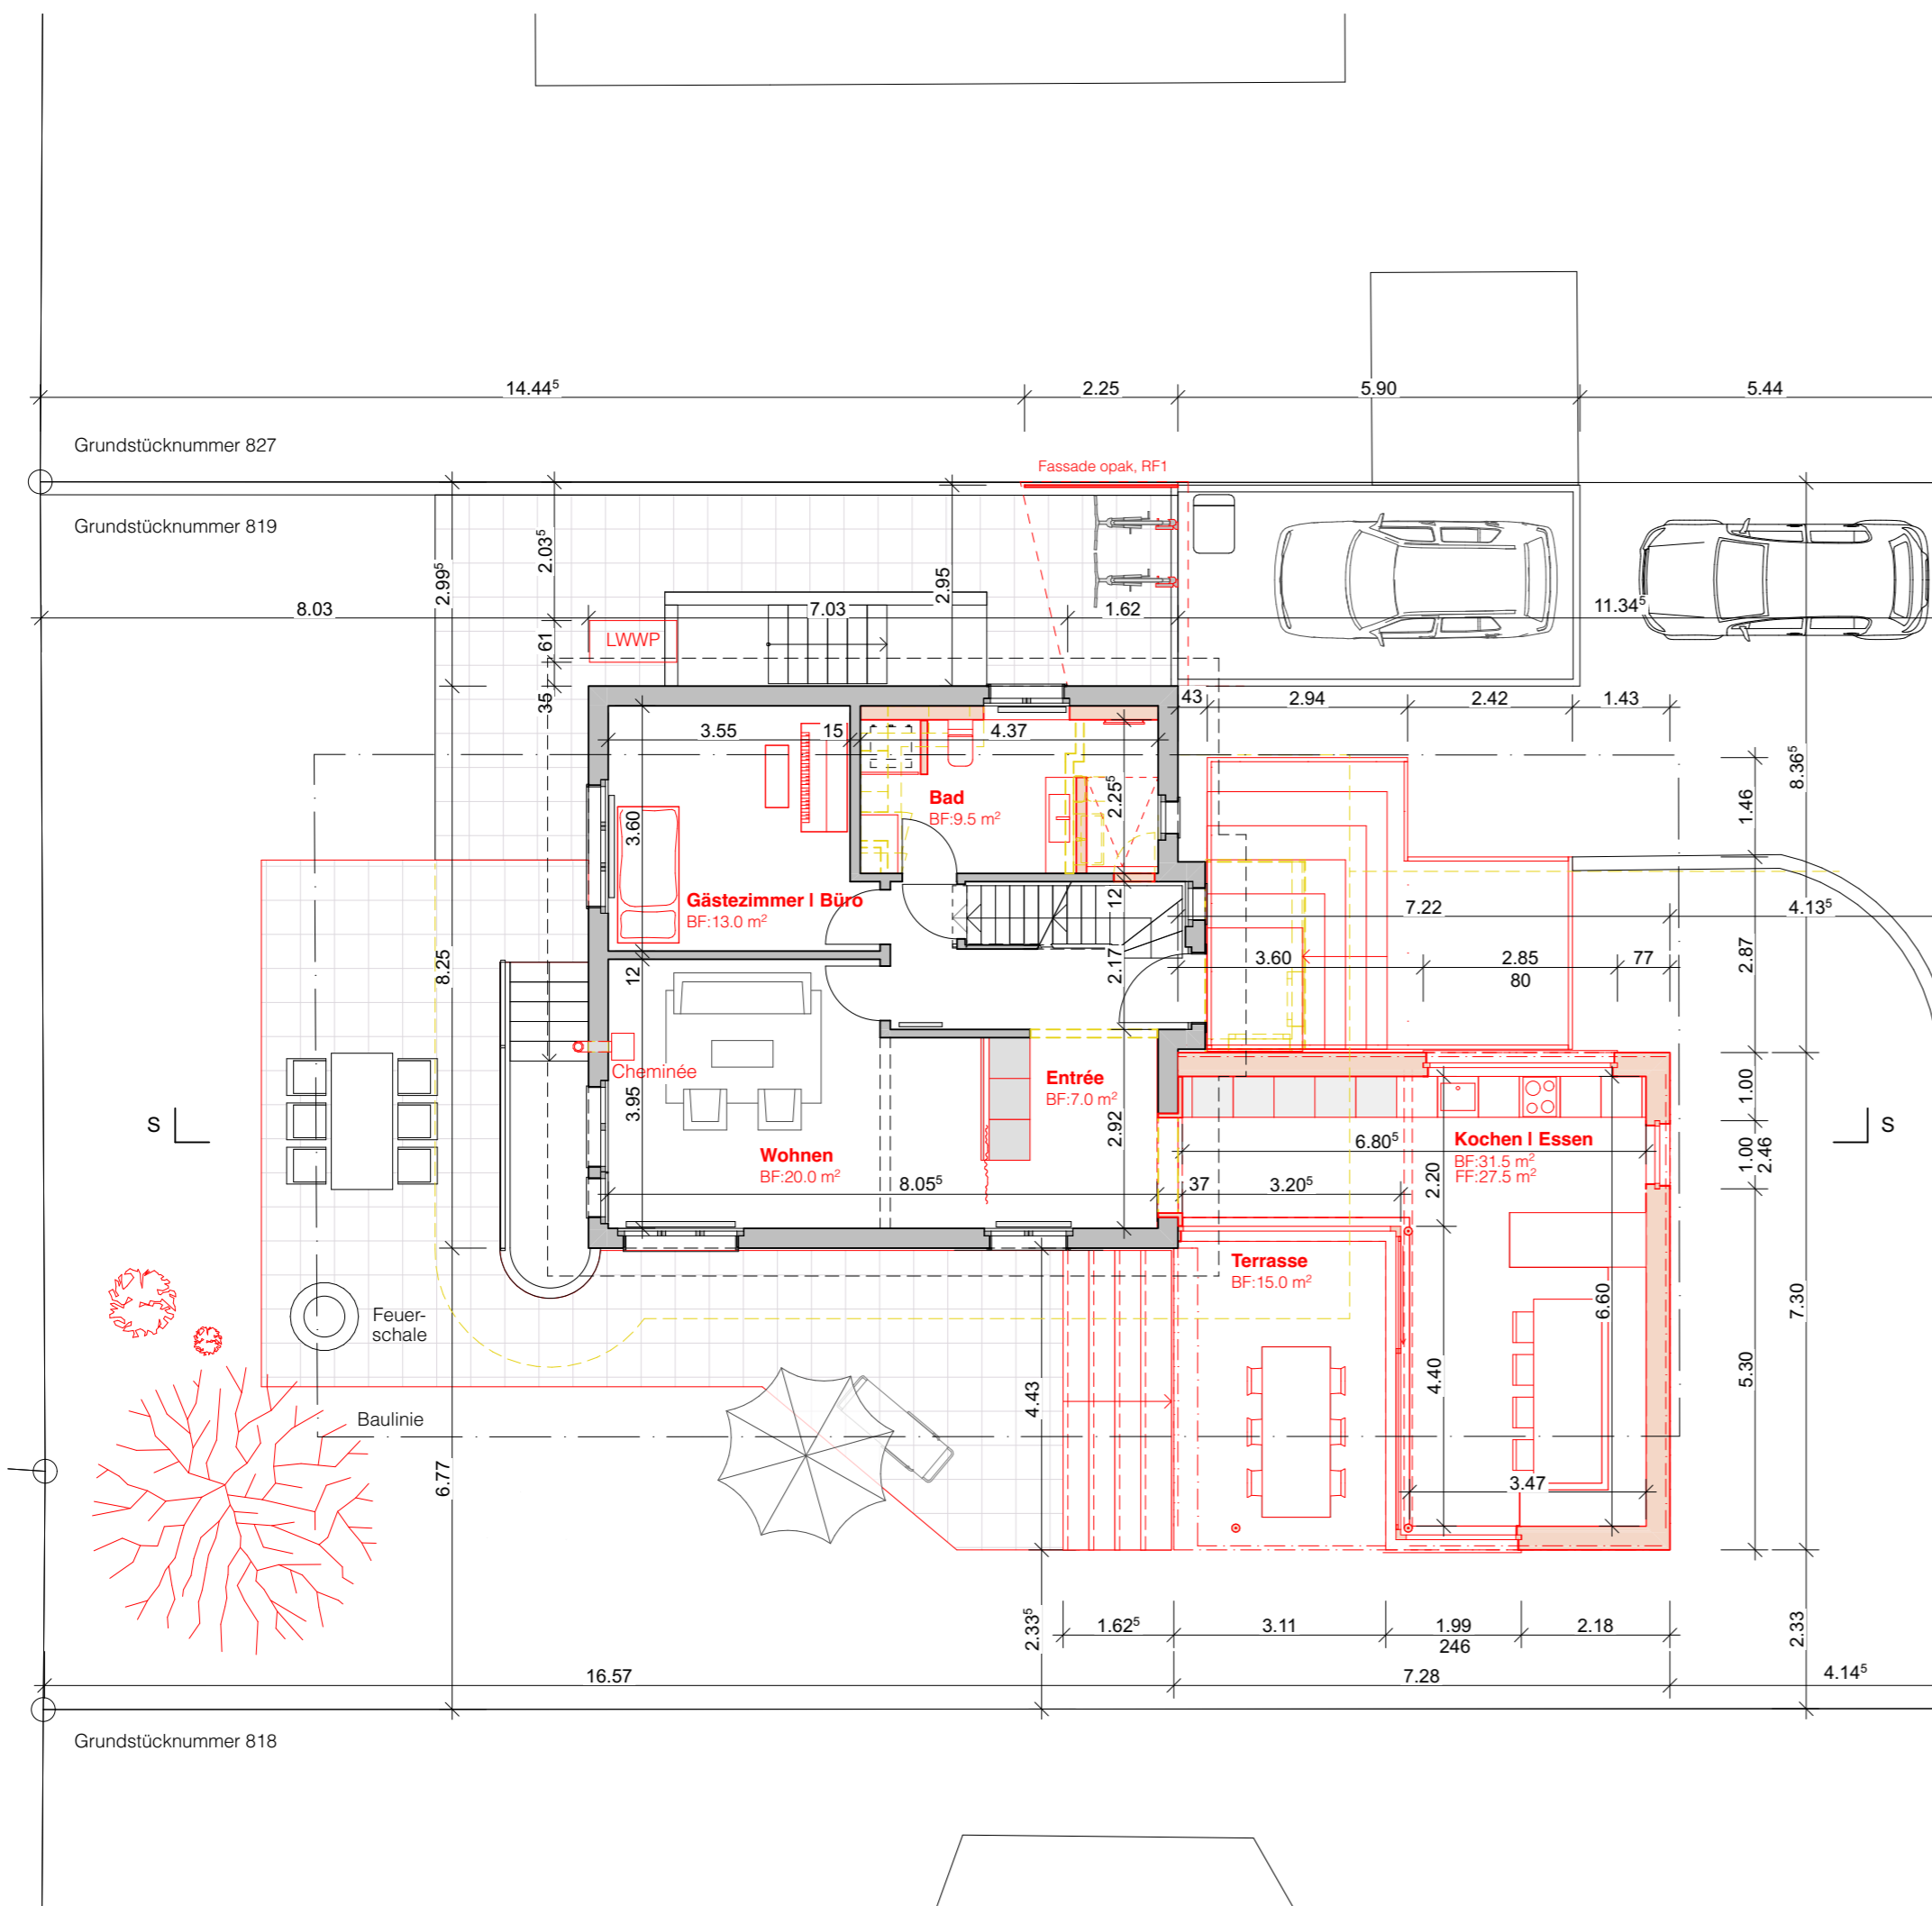 14.44⁵ 2.25 5.90 5.44
Grundstücknummer 827
Fassade opak, RF1
Grundstücknummer 819
2.99⁵
2.03⁵
2.95
8.03 7.03 1.62 11.34⁵
61
LWWP
35
43 2.94 2.42 1.43
3.55 15 4.37
8.36⁵
Bad
BF:9.5 m²
2.25⁵
3.60
1.46
Gästezimmer I Büro
BF:13.0 m²
12
7.22 4.13⁵
8.25
12
2.17
3.60 2.85 77
80
2.87
Cheminée
Entrée
BF:7.0 m²
3.95
2.92
1.00
S
S
Wohnen
BF:20.0 m²
6.80⁵
Kochen I Essen
BF:31.5 m²
FF:27.5 m²
1.00
2.46
8.05⁵ 37 3.20⁵
2.20
Terrasse
BF:15.0 m²
Feuer-
schale
6.60
7.30
4.40
5.30
4.43
Baulinie
6.77
3.47
2.33⁵
1.62⁵ 3.11 1.99 2.18
246
2.33
16.57 7.28 4.14⁵
Grundstücknummer 818